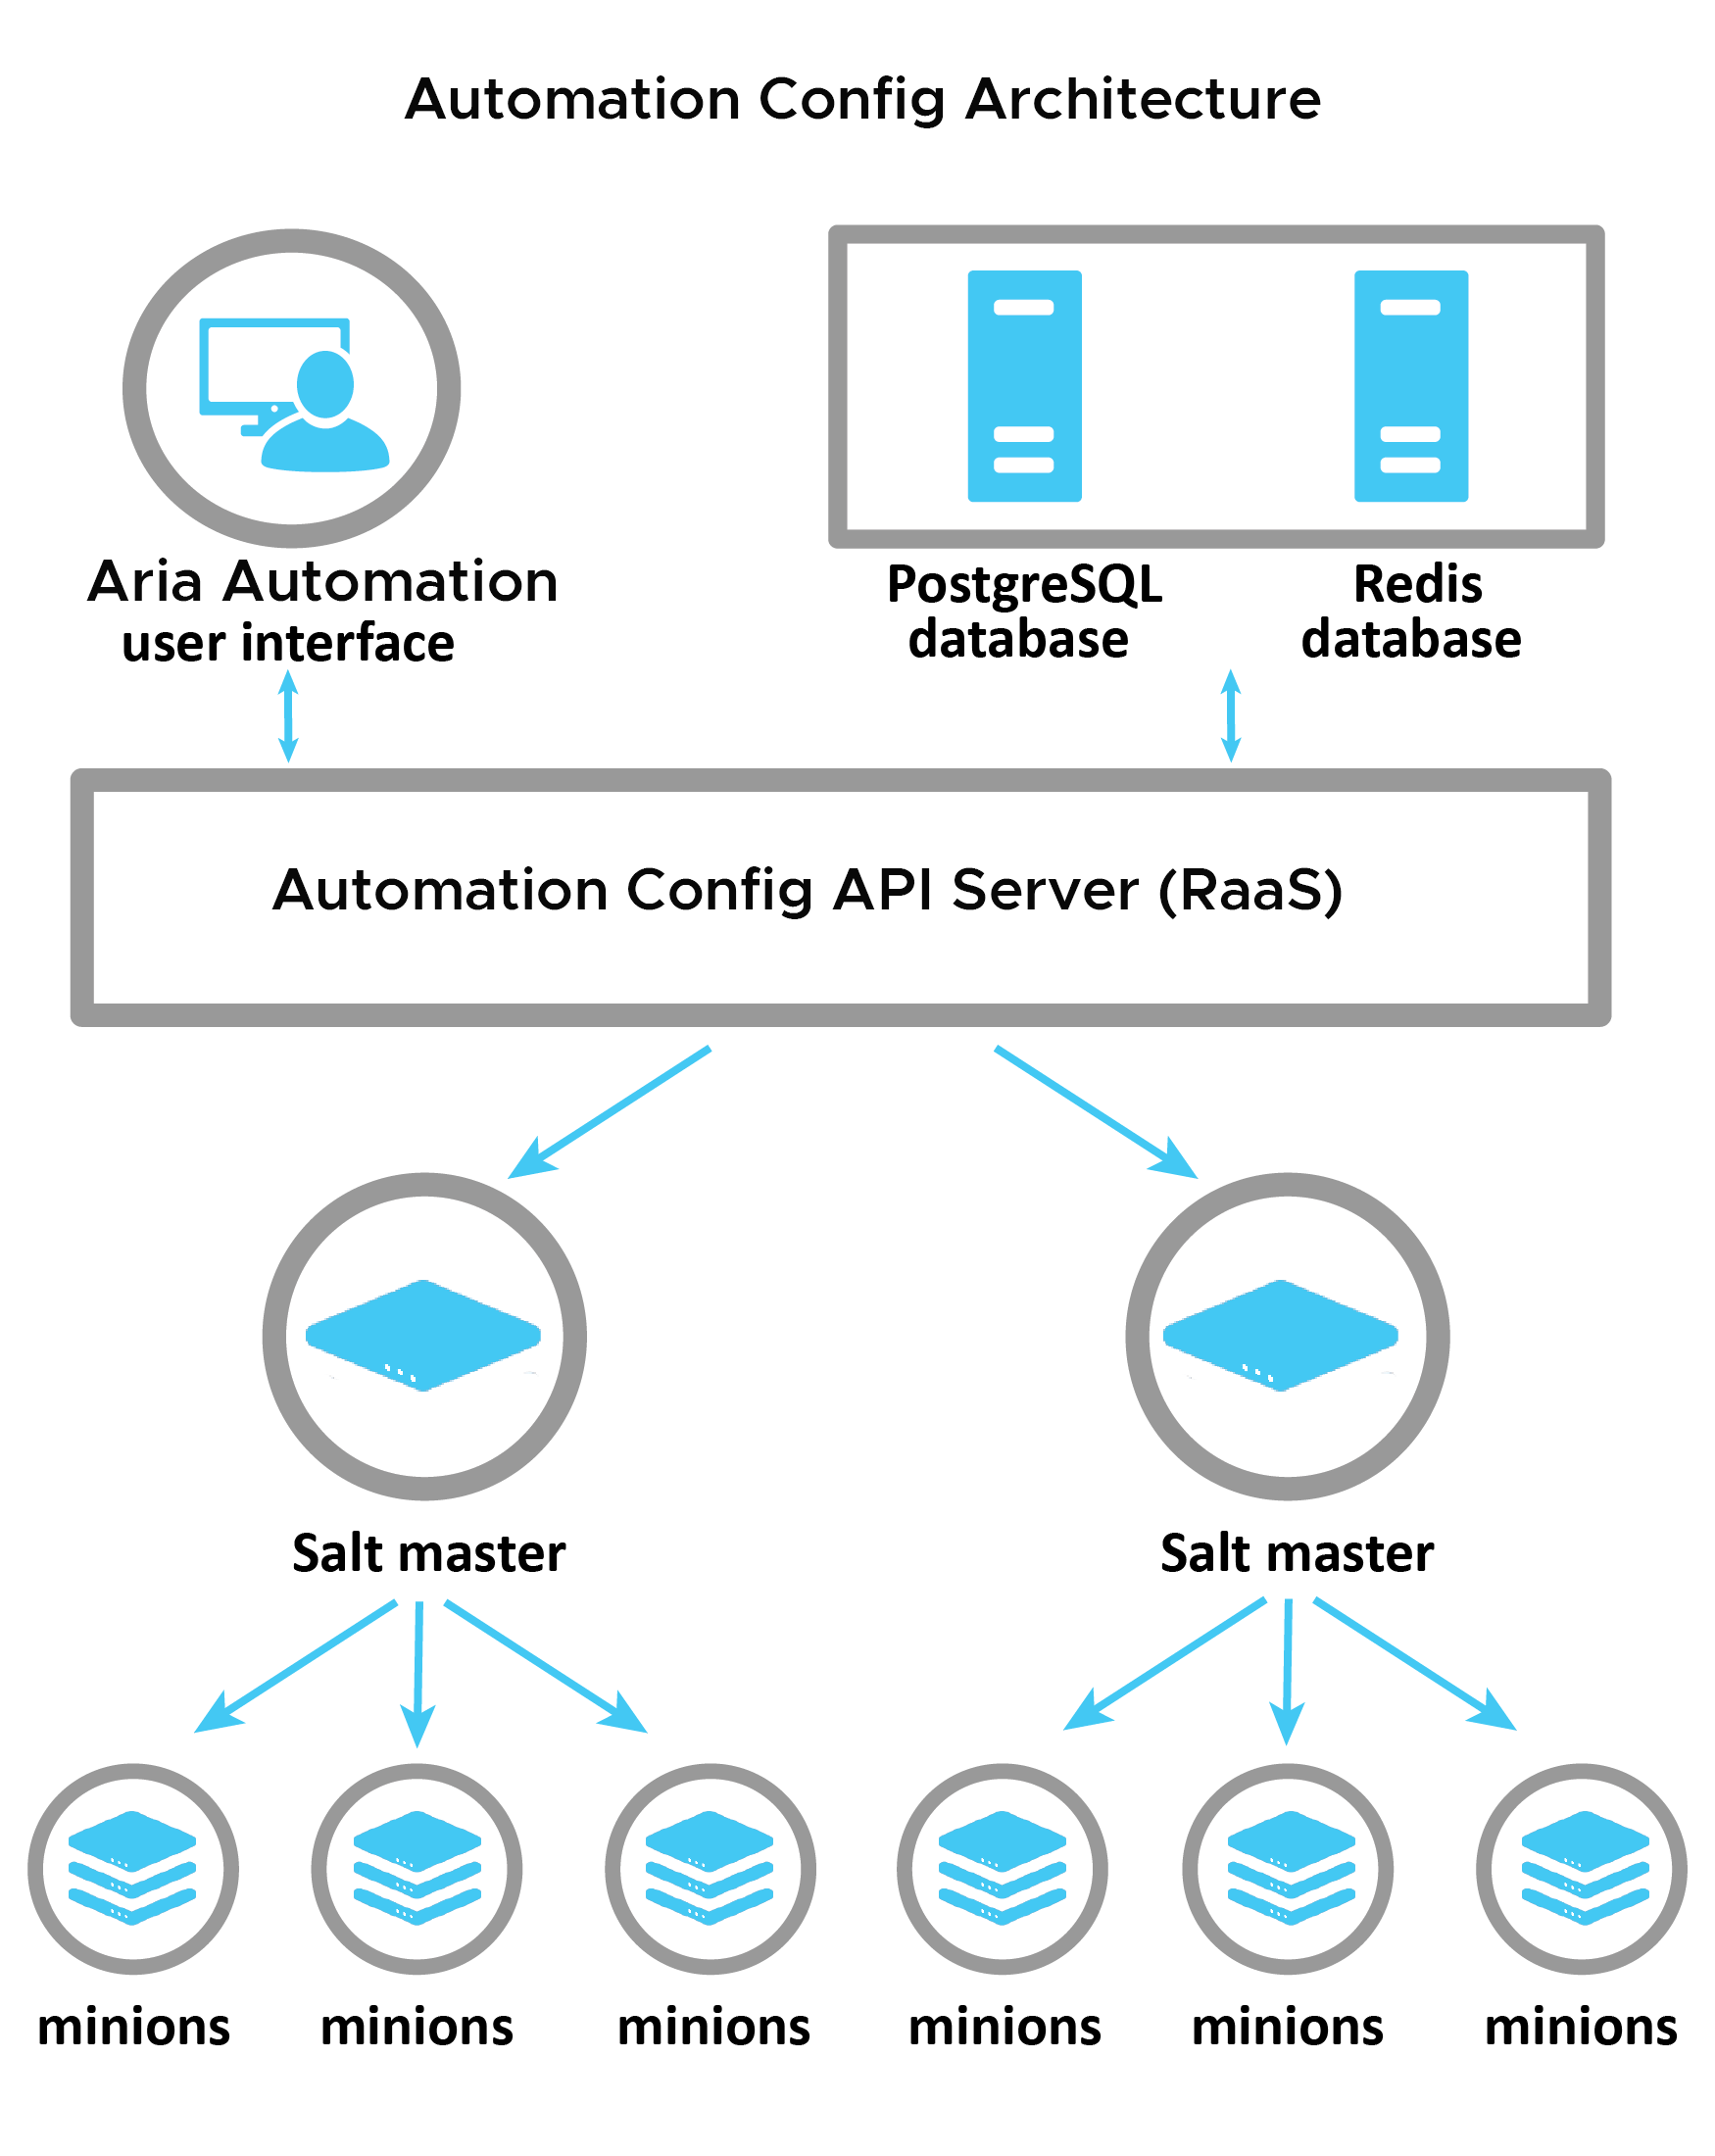 Automation Config Architecture
Aria Automation
user interface
PostgreSQL
database
Redis
database
Automation Config API Server (RaaS)
Salt master
Salt master
minions
minions
minions
minions
minions
minions